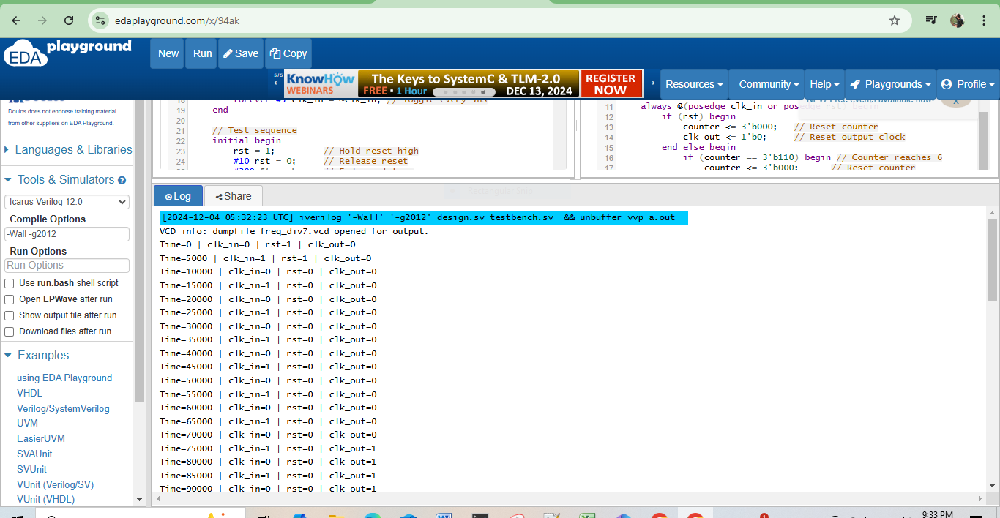 edaplayground.com/x/94ak
EDA playground
New
Run
Save
Copy
5/5
KnowHow
WEBINARS
The Keys to SystemC & TLM-2.0
FREE • 1 Hour
DEC 13, 2024
REGISTER
NOW
Resources
Community
Help
Playgrounds
Profile
NEW Free events available now!
x
Doulos does not endorse training material
from other suppliers on EDA Playground.
Languages & Libraries
Tools & Simulators
Icarus Verilog 12.0
Compile Options
-Wall -g2012
Run Options
Run Options
Use run.bash shell script
Open EPWave after run
Show output file after run
Download files after run
Examples
using EDA Playground
VHDL
Verilog/SystemVerilog
UVM
EasierUVM
SVAUnit
SVUnit
VUnit (Verilog/SV)
VUnit (VHDL)
19 end
20
21 // Test sequence
22 initial begin
23 rst = 1; // Hold reset high
24 #10 rst = 0; // Release reset
11 always @(posedge clk_in or posedge rst) begin
12 if (rst) begin
13 counter <= 3'b000; // Reset counter
14 clk_out <= 1'b0; // Reset output clock
15 end else begin
16 if (counter == 3'b110) begin // Counter reaches 6
17 counter <= 3'b000; // Reset counter
Log
Share
[2024-12-04 05:32:23 UTC] iverilog '-Wall' '-g2012' design.sv testbench.sv && unbuffer vvp a.out
VCD info: dumpfile freq_div7.vcd opened for output.
Time=0 | clk_in=0 | rst=1 | clk_out=0
Time=5000 | clk_in=1 | rst=1 | clk_out=0
Time=10000 | clk_in=0 | rst=0 | clk_out=0
Time=15000 | clk_in=1 | rst=0 | clk_out=0
Time=20000 | clk_in=0 | rst=0 | clk_out=0
Time=25000 | clk_in=1 | rst=0 | clk_out=0
Time=30000 | clk_in=0 | rst=0 | clk_out=0
Time=35000 | clk_in=1 | rst=0 | clk_out=0
Time=40000 | clk_in=0 | rst=0 | clk_out=0
Time=45000 | clk_in=1 | rst=0 | clk_out=0
Time=50000 | clk_in=0 | rst=0 | clk_out=0
Time=55000 | clk_in=1 | rst=0 | clk_out=0
Time=60000 | clk_in=0 | rst=0 | clk_out=0
Time=65000 | clk_in=1 | rst=0 | clk_out=0
Time=70000 | clk_in=0 | rst=0 | clk_out=0
Time=75000 | clk_in=1 | rst=0 | clk_out=1
Time=80000 | clk_in=0 | rst=0 | clk_out=1
Time=85000 | clk_in=1 | rst=0 | clk_out=1
Time=90000 | clk_in=0 | rst=0 | clk_out=1
9:33 PM